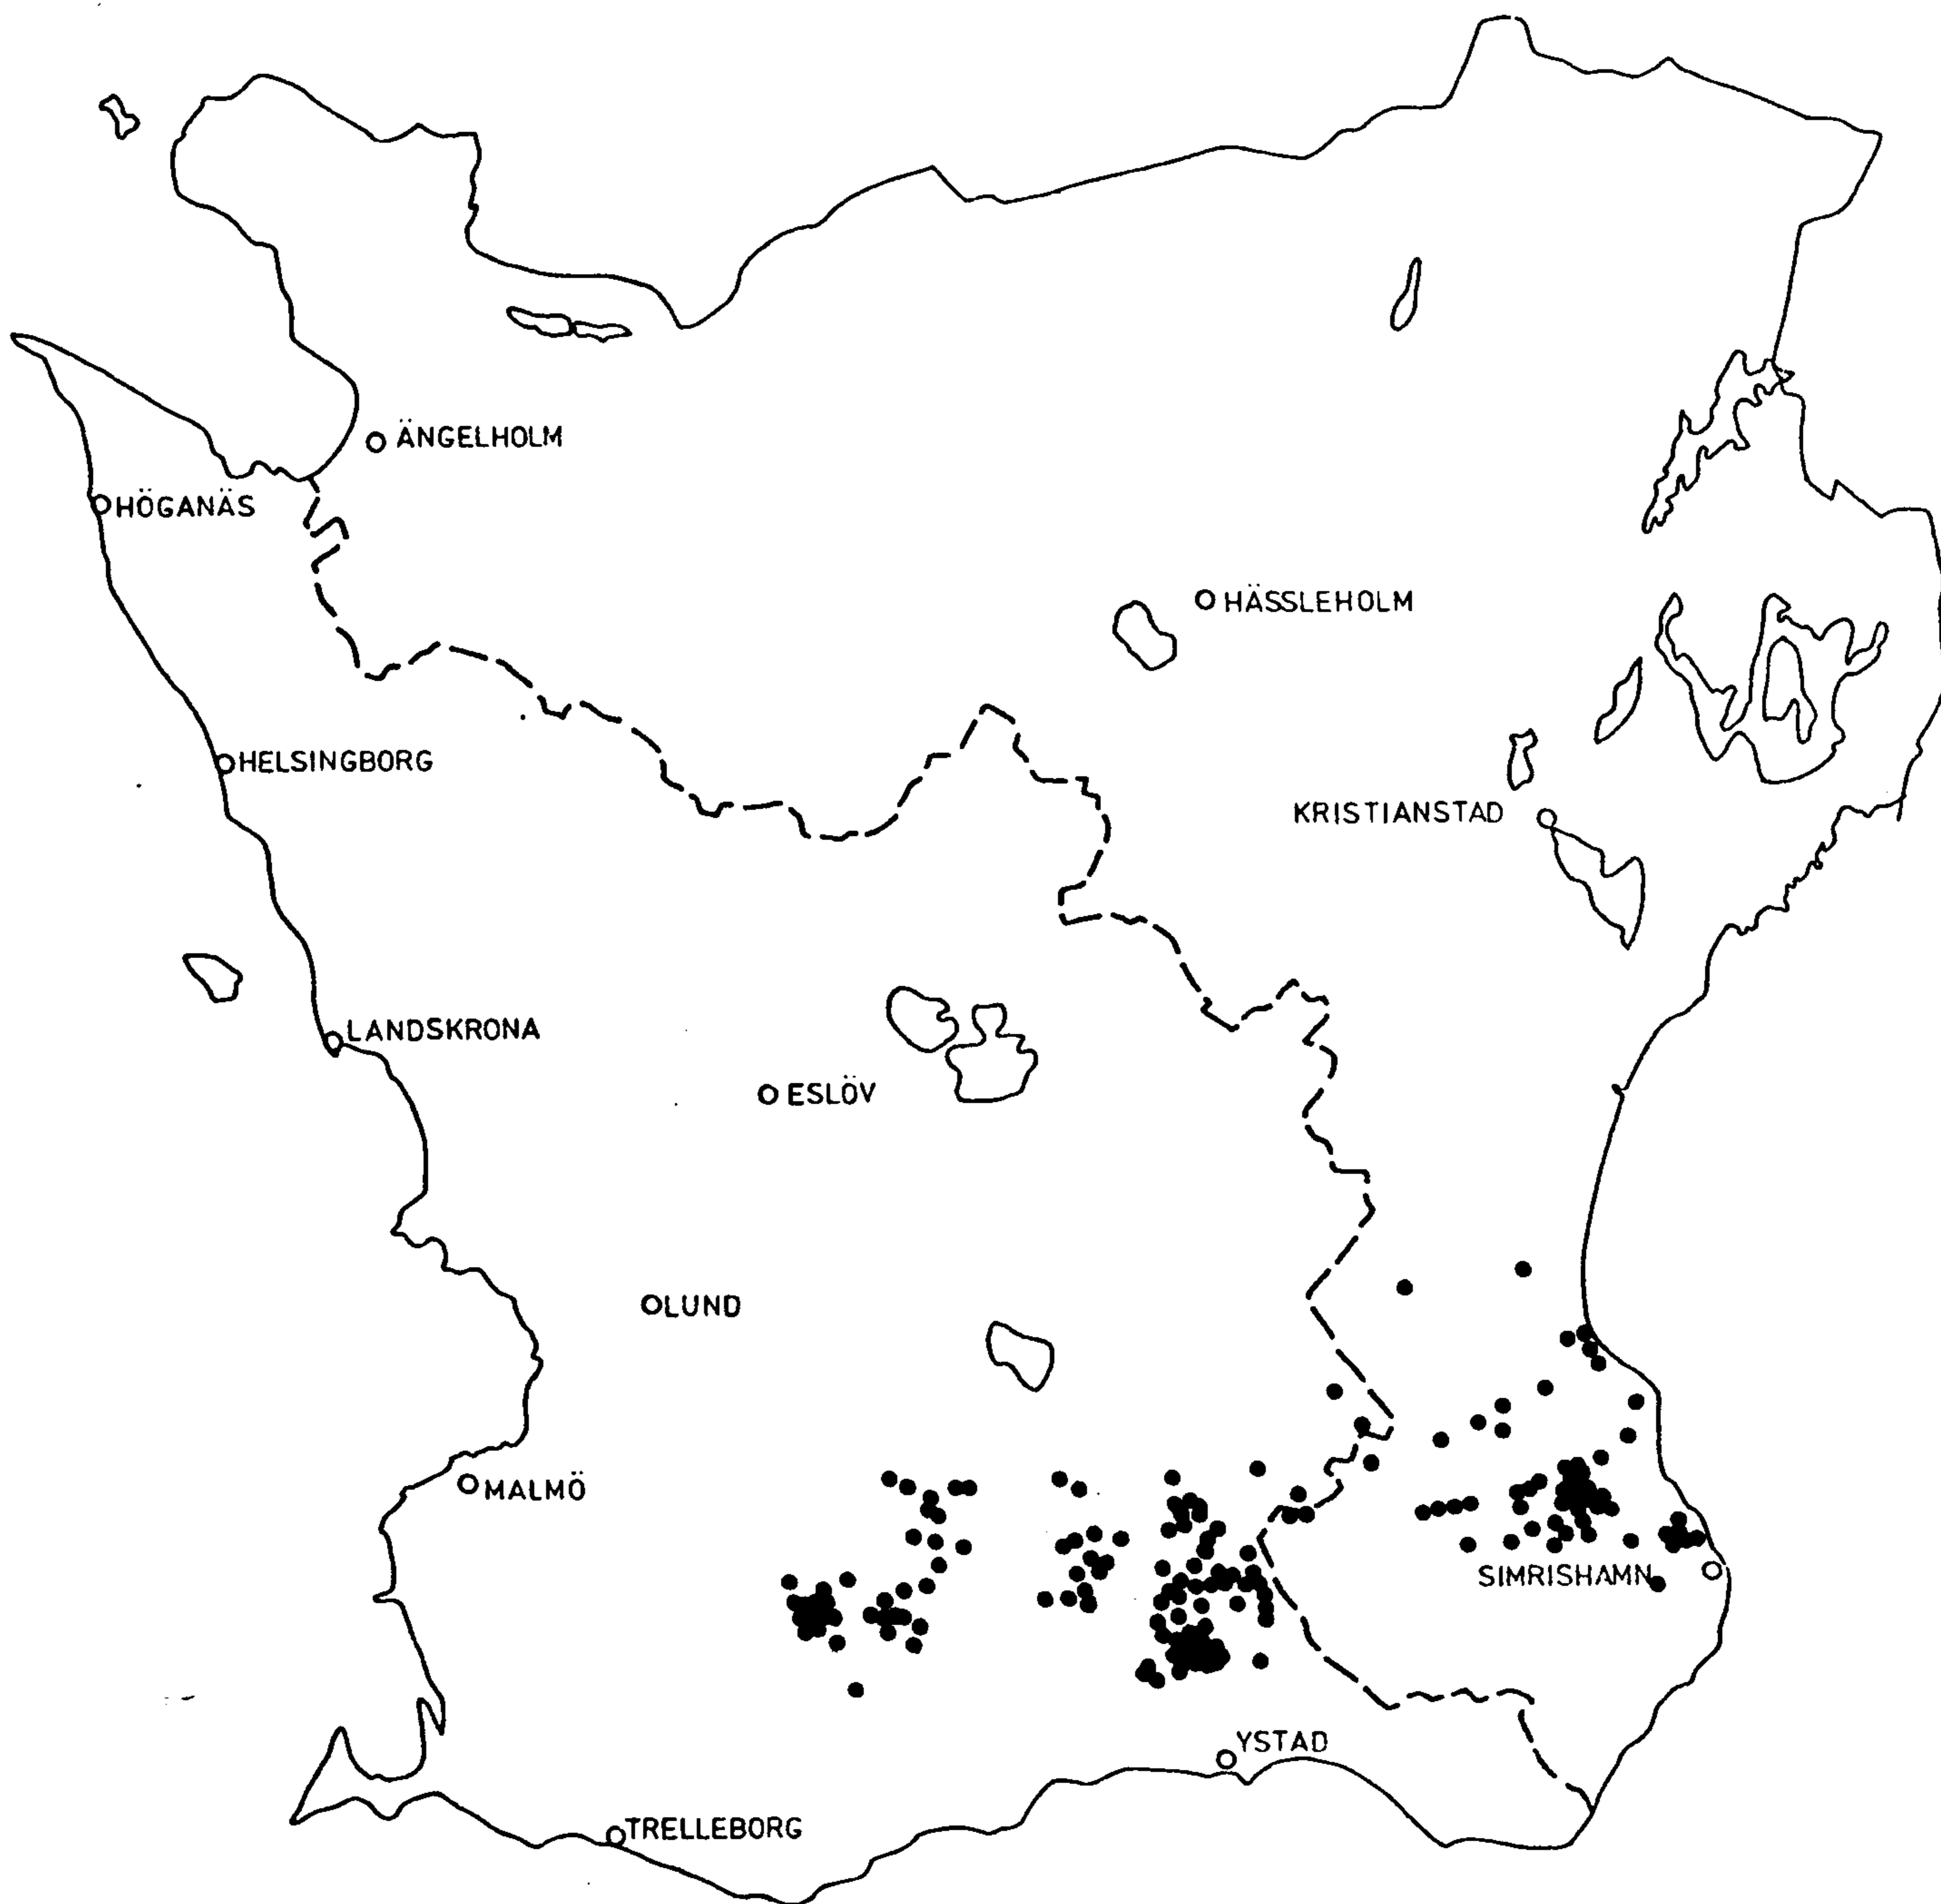 ÄNGELHOLM
HÖGANÄS
HÄSSLEHOLM
HELSINGBORG
KRISTIANSTAD
LANDSKRONA
ESLÖV
LUND
MALMÖ
SIMRISHAMN
YSTAD
TRELLEBORG